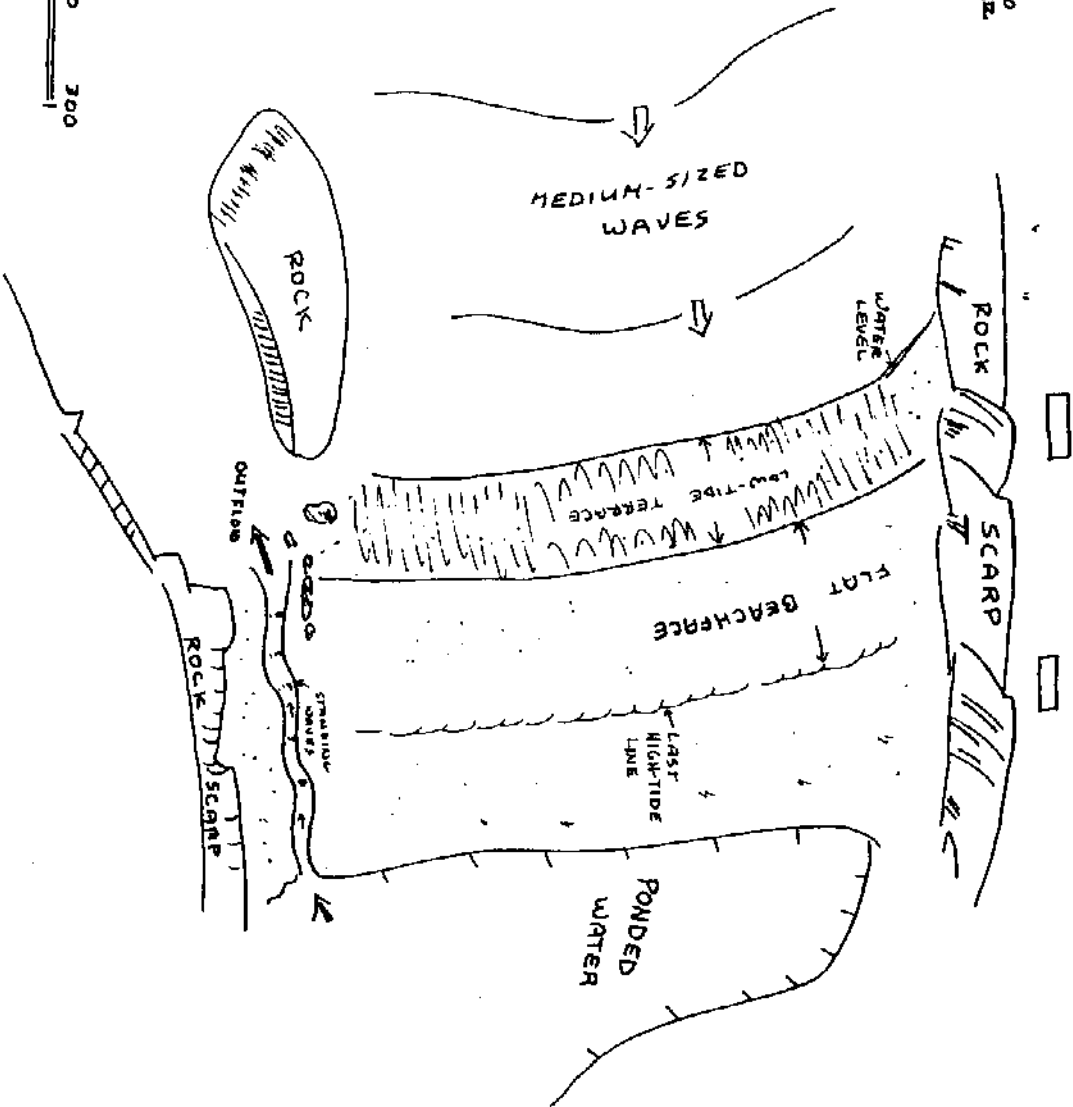 300
MEDIUM-SIZED
WAVES
ROCK
ROCK
WATER
LEVEL
SCARP
LOW-TIDE
TERRACE
FLAT BEACHFACE
OUTFLOW
STANDING
WAVES
LAST
HIGH-TIDE
LINE
ROCK
SCARP
PONDED
WATER